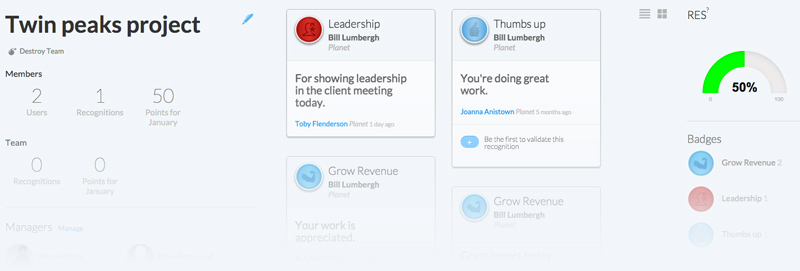 Twin peaks project
Destroy Team
Members
2
Users
1
Recognitions
50
Points for
January
Team
0
Recognitions
0
Points for
January
Managers Manage
Leadership
Bill Lumbergh
Planet
For showing leadership
in the client meeting
today.
Toby Flenderson Planet 1 day ago
Grow Revenue
Bill Lumbergh
Planet
Your work is
appreciated.
Thumbs up
Bill Lumbergh
Planet
You're doing great
work.
Joanna Anistown Planet 5 months ago
+ Be the first to validate this
recognition
Grow Revenue
Bill Lumbergh
Planet
RES?
50%
0 100
Badges
Grow Revenue 2
Leadership 1
Thumbs up